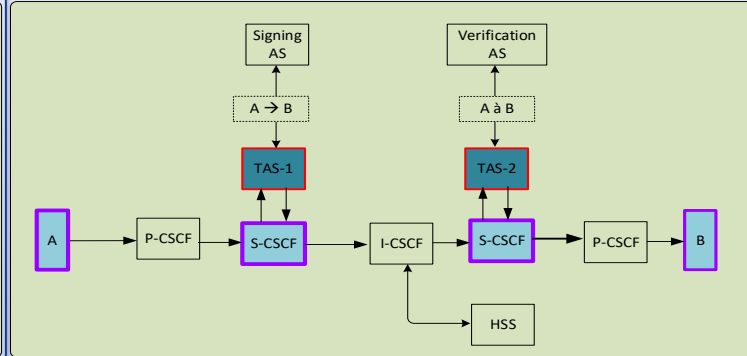 Signing
AS
Verification
AS
A → B
A à B
TAS-1
TAS-2
A
P-CSCF
S-CSCF
I-CSCF
S-CSCF
P-CSCF
B
HSS